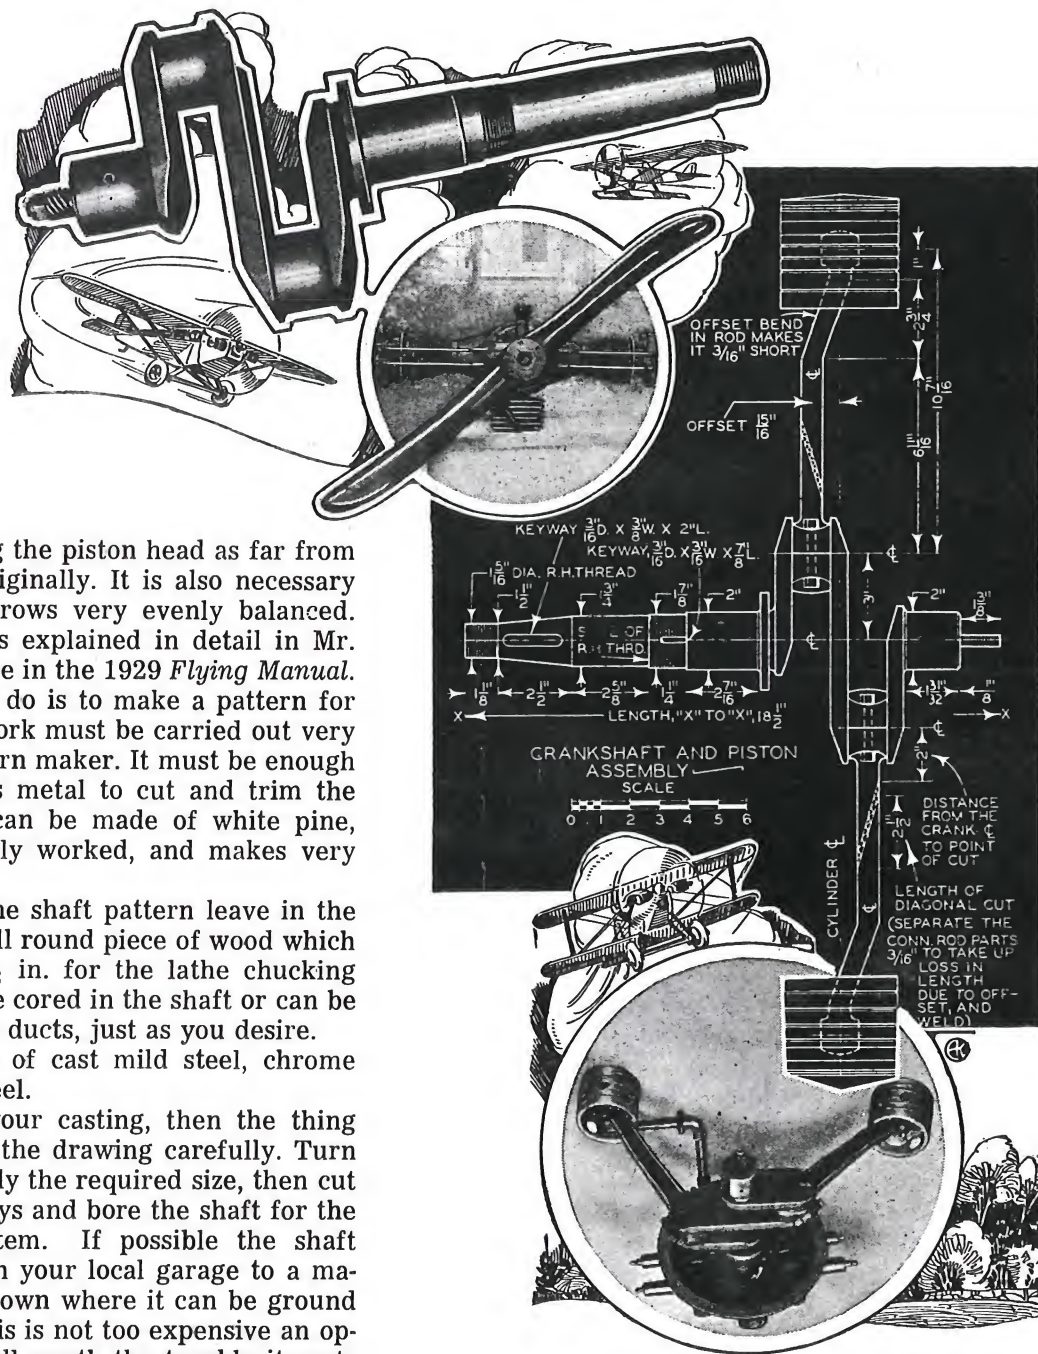 g the piston head as far from
iginally. It is also necessary
rows very evenly balanced.
s explained in detail in Mr.
e in the 1929 Flying Manual.
do is to make a pattern for
ork must be carried out very
rn maker. It must be enough
s metal to cut and trim the
can be made of white pine,
ly worked, and makes very
ne shaft pattern leave in the
ll round piece of wood which
in. for the lathe chucking
e cored in the shaft or can be
ducts, just as you desire.
of cast mild steel, chrome
eel.
our casting, then the thing
the drawing carefully. Turn
ly the required size, then cut
ys and bore the shaft for the
tem. If possible the shaft
n your local garage to a ma-
own where it can be ground
is is not too expensive an op-
OFFSET BEND
IN ROD MAKES
IT 3/16" SHORT
1"
2 3/4"
10 7/16"
6 11/16"
OFFSET 15/16"
KEYWAY 3/16"D. X 3/8"W. X 2"L.
KEYWAY, 3/16"D. X 3/16"W X 7/8"L.
1 5/16" DIA. R.H.THREAD
1 1/2" 1 3/4" 1 7/8" 2"
3"
2"
R.H THRD.
1 1/8" 2 1/2" 2 5/8" 1 1/4" 2 7/16"
1 31/32" 1/8"
X LENGTH, "X" TO "X", 18 1/2" X
CRANKSHAFT AND PISTON
ASSEMBLY
SCALE
0 1 2 3 4 5 6
2"
DISTANCE
FROM THE
CRANK ℄
TO POINT
OF CUT
2 1/2"
CYLINDER ℄
LENGTH OF
DIAGONAL CUT
(SEPARATE THE
CONN. ROD PARTS
3/16" TO TAKE UP
LOSS IN
LENGTH
DUE TO OFF-
SET, AND
WELD)